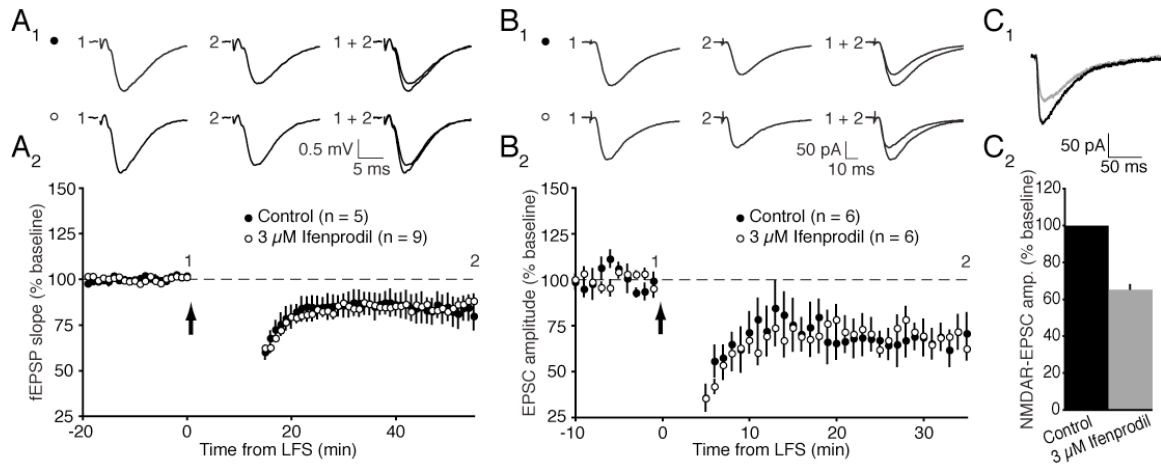 A1
1 2 1 + 2
1 2 1 + 2
0.5 mV
5 ms
A2
fEPSP slope (% baseline)
150
125
100
75
50
25
Control (n = 5)
3 µM Ifenprodil (n = 9)
1
2
-20 0 20 40
Time from LFS (min)
B1
1 2 1 + 2
1 2 1 + 2
50 pA
10 ms
B2
EPSC amplitude (% baseline)
150
125
100
75
50
25
Control (n = 6)
3 µM Ifenprodil (n = 6)
1
2
-10 0 10 20 30
Time from LFS (min)
C1
50 pA
50 ms
C2
NMDAR-EPSC amp. (% baseline)
120
100
80
60
40
20
0
Control
3 µM Ifenprodil